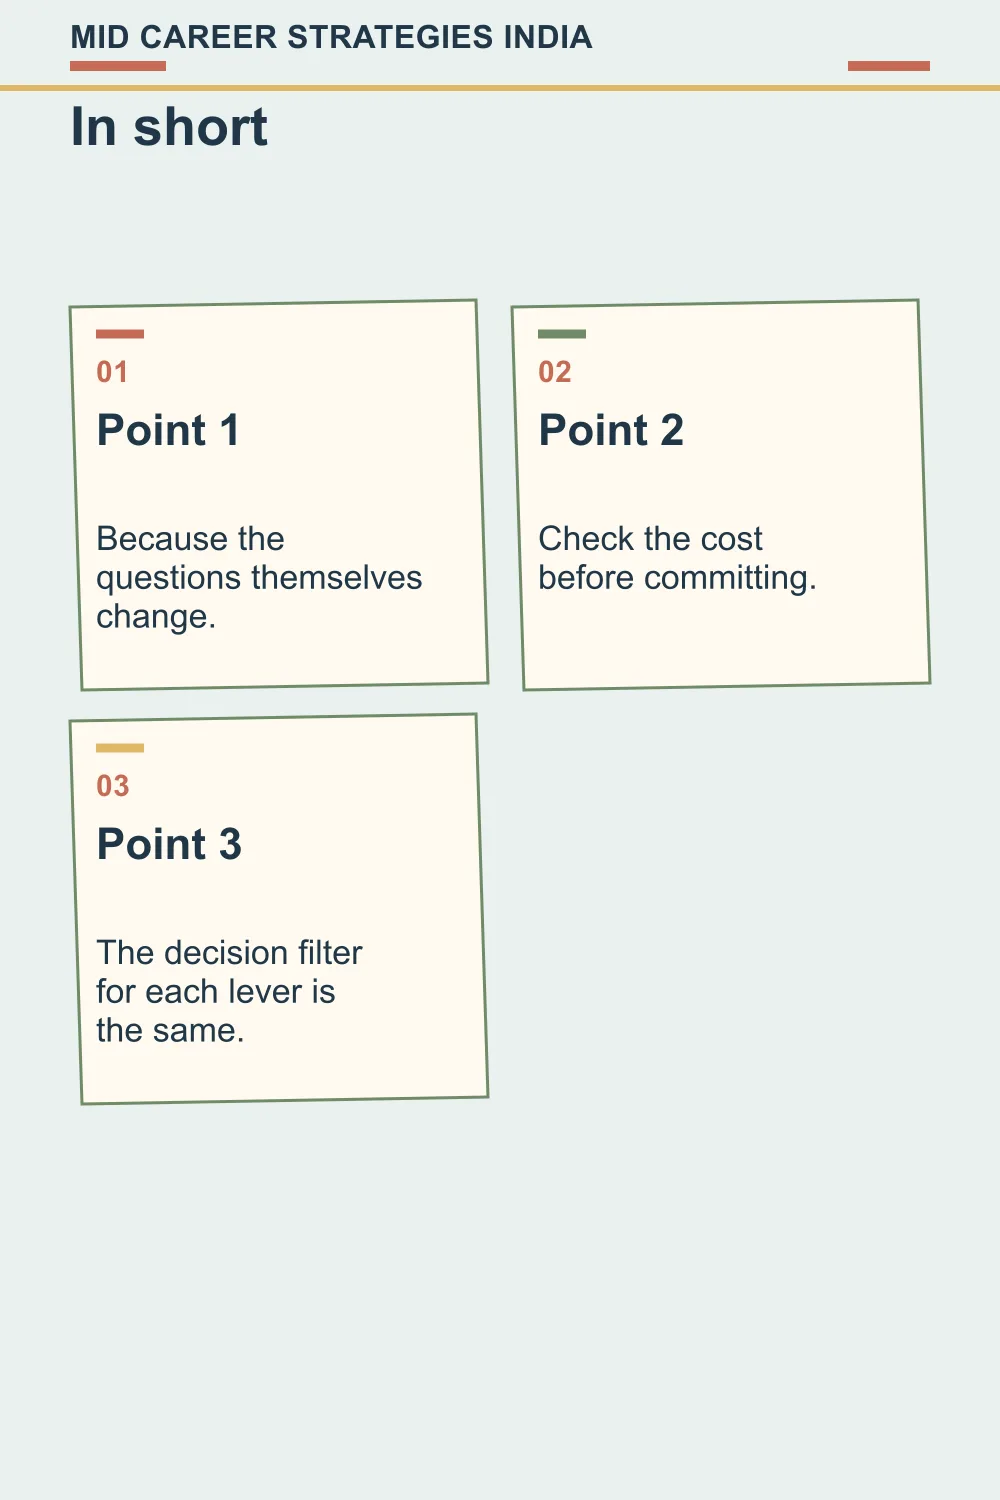 MID CAREER STRATEGIES INDIA
In short
01
Point 1
Because the
questions themselves
change.
02
Point 2
Check the cost
before committing.
03
Point 3
The decision filter
for each lever is
the same.